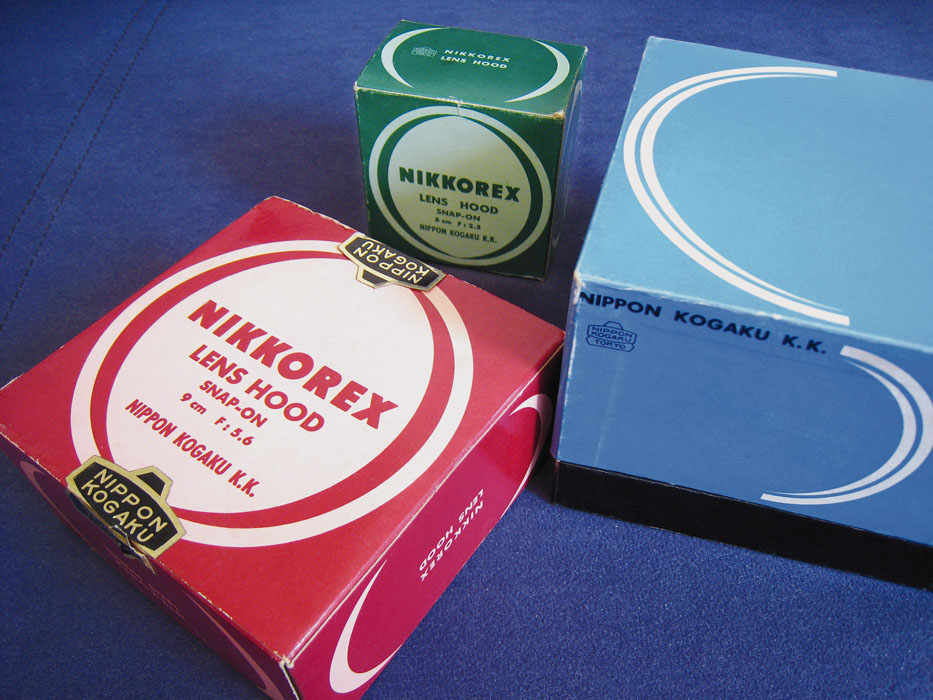 NIKKOREX
LENS HOOD
NIKKOREX
LENS HOOD
SNAP-ON
5 cm F:2.5
NIPPON KOGAKU K.K.
NIPPON
KOGAKU
NIKKOREX
LENS HOOD
SNAP-ON
9 cm F:5.6
NIPPON KOGAKU K.K.
NIPPON
KOGAKU
NIKKOREX
LENS HOOD
NIPPON KOGAKU K.K.
NIPPON
KOGAKU
TOKYO